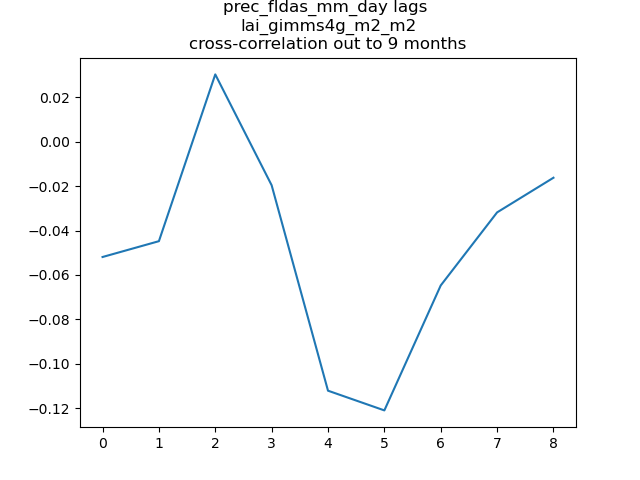 prec_fldas_mm_day lags
lai_gimms4g_m2_m2
cross-correlation out to 9 months
0.02
0.00
−0.02
−0.04
−0.06
−0.08
−0.10
−0.12
0 1 2 3 4 5 6 7 8